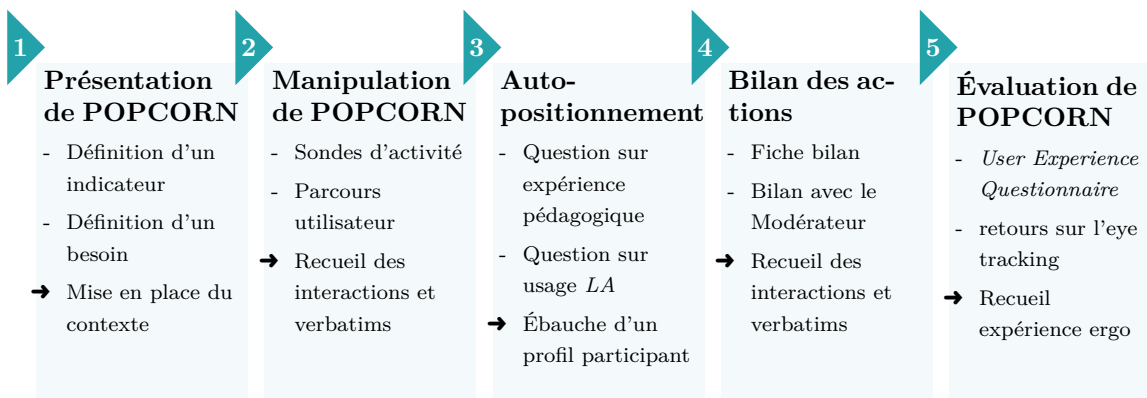 1
Présentation
de POPCORN
- Définition d'un
indicateur
- Définition d'un
besoin
➜ Mise en place du
contexte
2
Manipulation
de POPCORN
- Sondes d'activité
- Parcours
utilisateur
➜ Recueil des
interactions et
verbatims
3
Auto-
positionnement
- Question sur
expérience
pédagogique
- Question sur
usage LA
➜ Ébauche d'un
profil participant
4
Bilan des ac-
tions
- Fiche bilan
- Bilan avec le
Modérateur
➜ Recueil des
interactions et
verbatims
5
Évaluation de
POPCORN
- User Experience
Questionnaire
- retours sur l'eye
tracking
➜ Recueil
expérience ergo